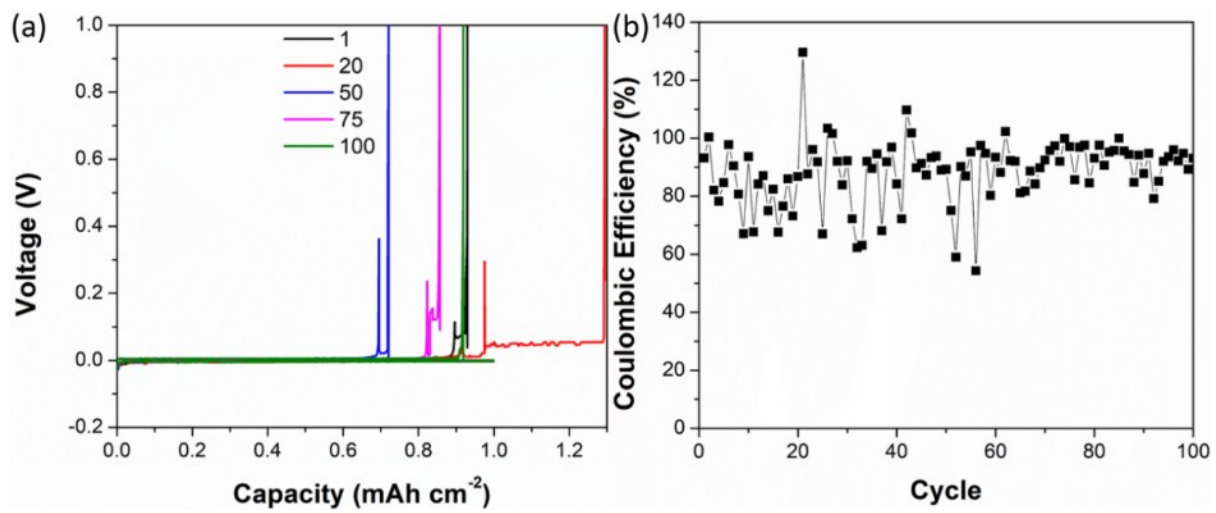 (a)
1.0
0.8
0.6
0.4
0.2
0.0
-0.2
Voltage (V)
1
20
50
75
100
0.0 0.2 0.4 0.6 0.8 1.0 1.2
Capacity (mAh cm⁻²)
(b)
140
120
100
80
60
40
20
0
Coulombic Efficiency (%)
0 20 40 60 80 100
Cycle